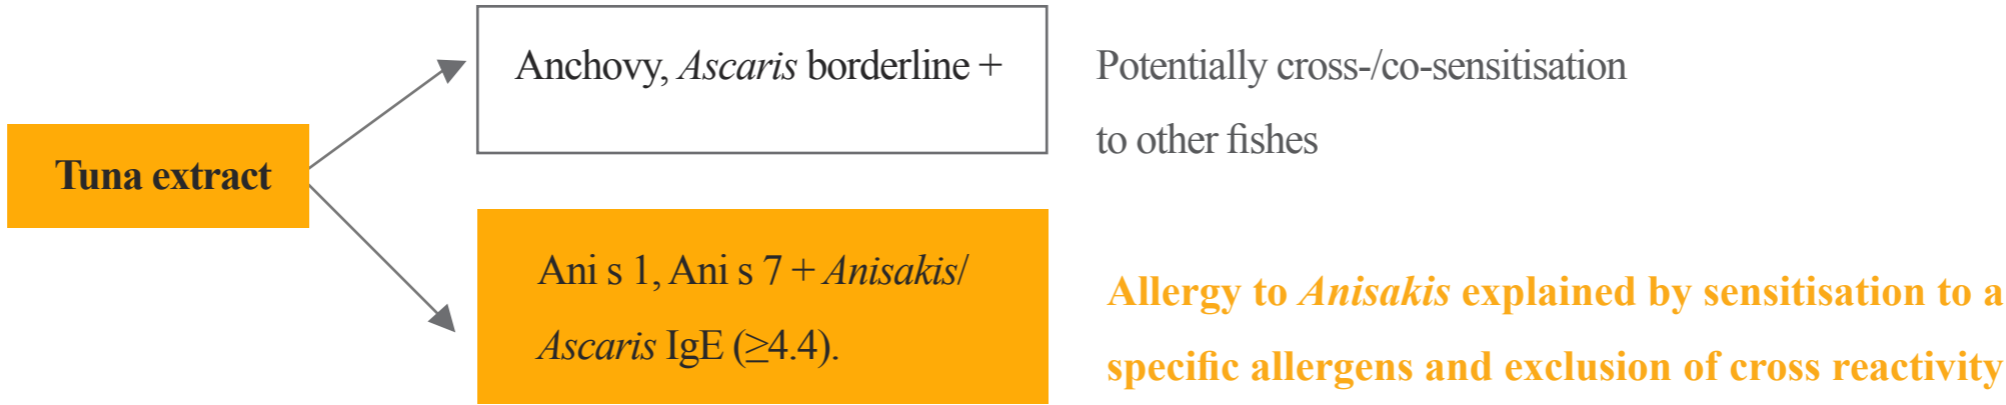 Tuna extract
Anchovy, Ascaris borderline +
Potentially cross-/co-sensitisation
to other fishes
Ani s 1, Ani s 7 + Anisakis/
Ascaris IgE (≥4.4).
Allergy to Anisakis explained by sensitisation to a
specific allergens and exclusion of cross reactivity